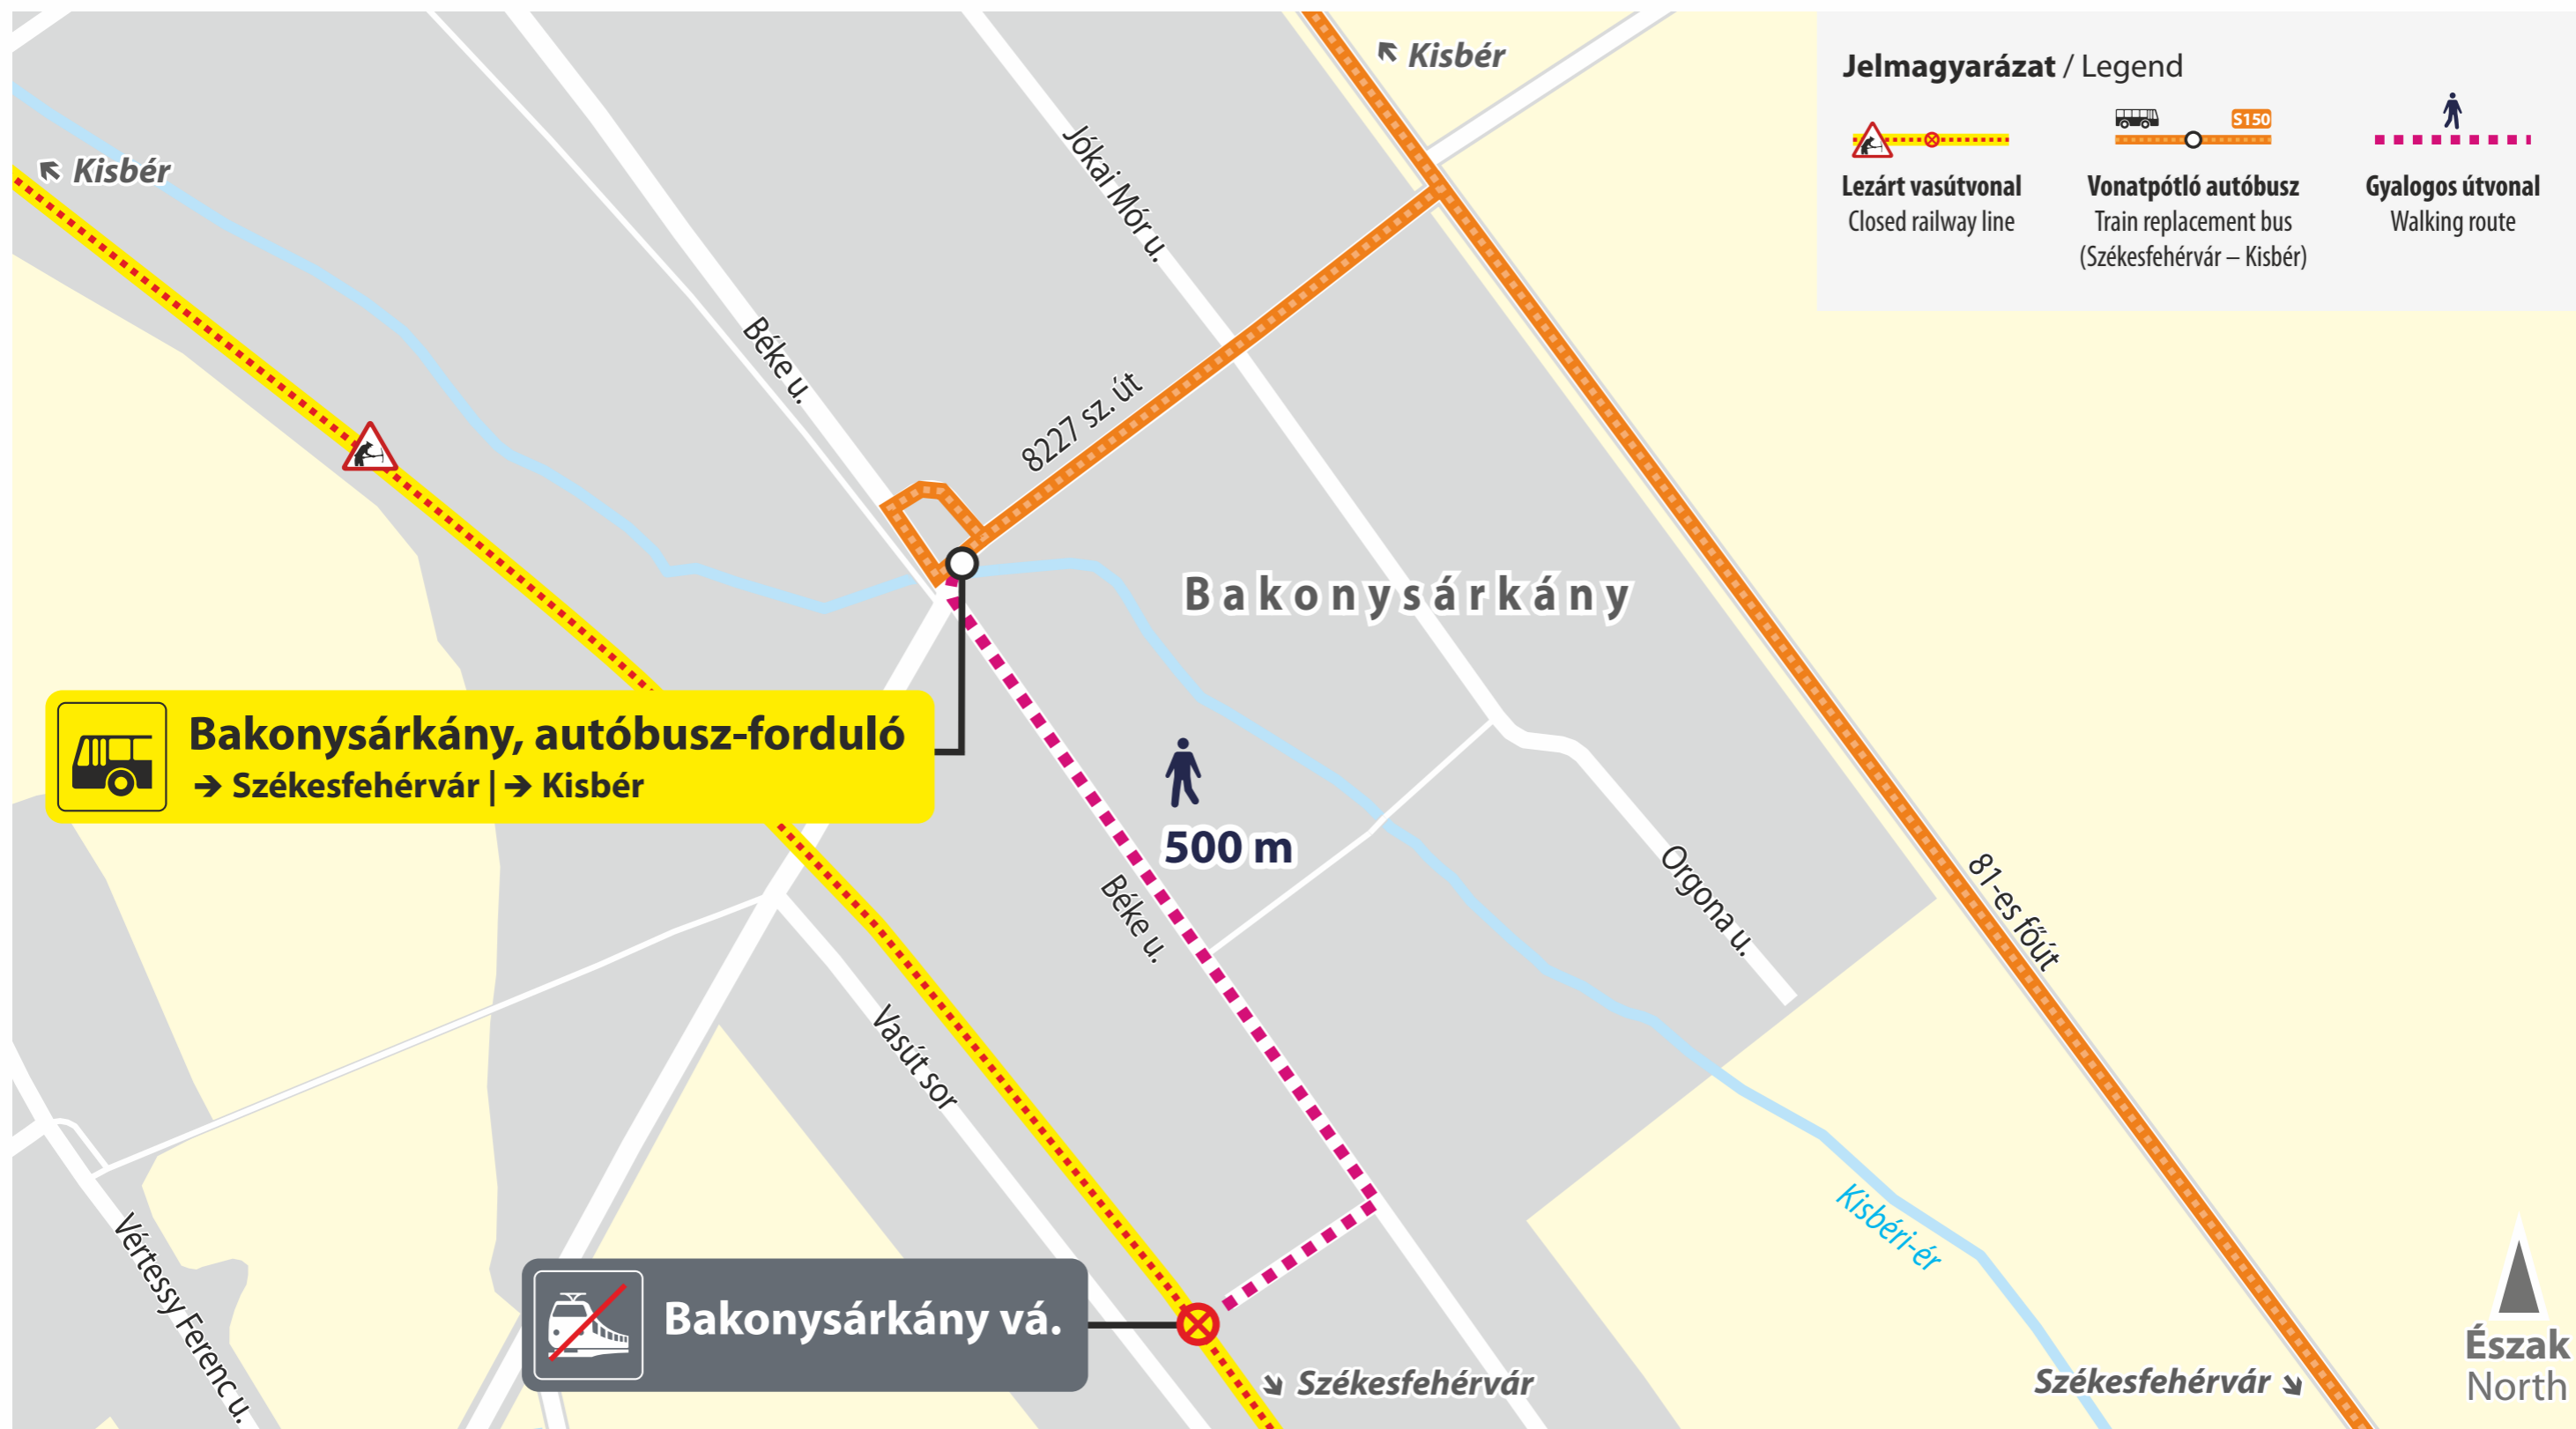 Kisbér
Jelmagyarázat / Legend
S150
Lezárt vasútvonal
Closed railway line
Vonatpótló autóbusz
Train replacement bus
(Székesfehérvár – Kisbér)
Gyalogos útvonal
Walking route
Kisbér
Jókai Mór u.
Béke u.
8227 sz. út
Bakonysárkány
Bakonysárkány, autóbusz-forduló
➔ Székesfehérvár | ➔ Kisbér
500 m
Béke u.
Orgona u.
81-es főút
Vasút sor
Kisbéri-ér
Vértessy Ferenc u.
Bakonysárkány vá.
Székesfehérvár
Székesfehérvár
Észak
North